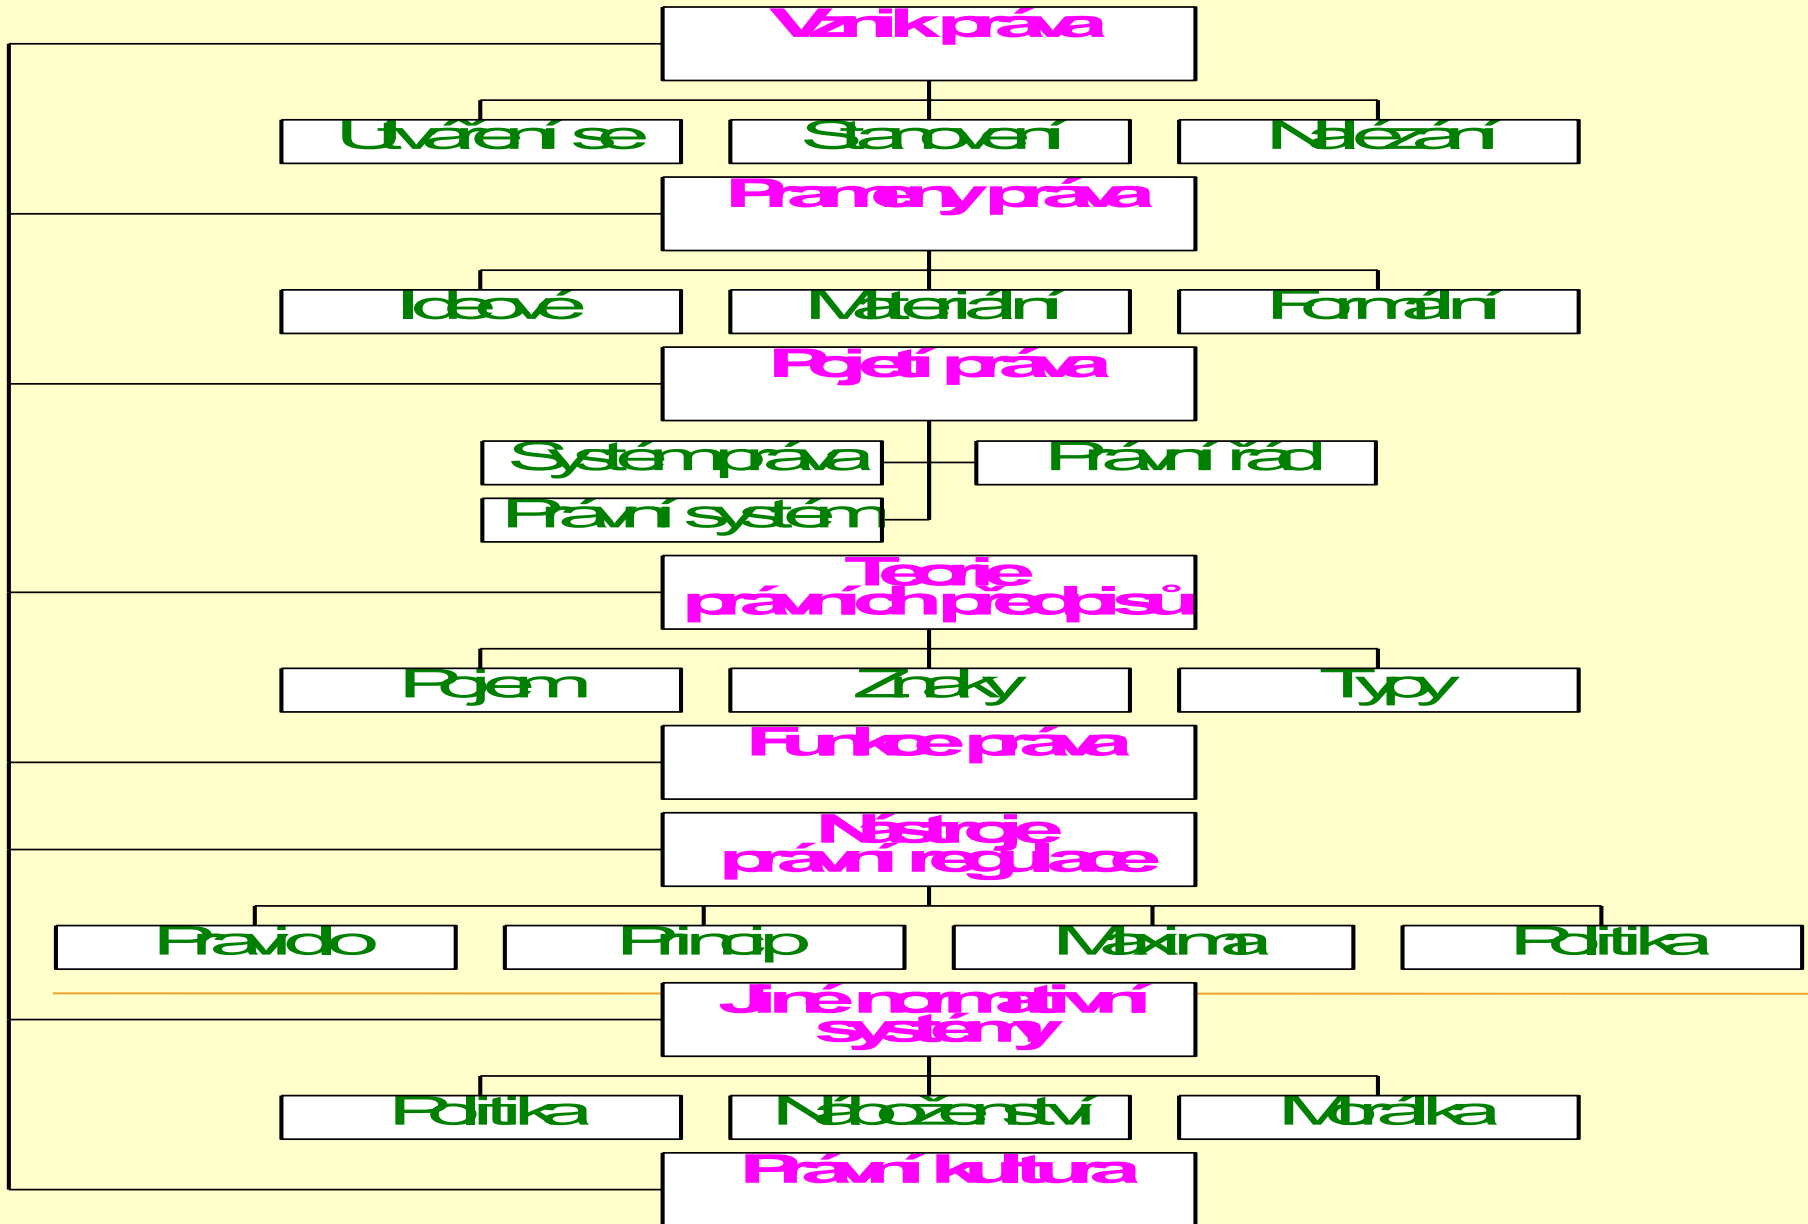 Vznik práva
Utváření se
Stanovení
Nalézání
Prameny práva
Ideové
Materiální
Formální
Pojetí práva
Systém práva
Právní řád
Právní systém
Teorie
právních předpisů
Pojem
Znaky
Typy
Funkce práva
Nástroje
právní regulace
Pravidlo
Princip
Maxima
Politika
Jiné normativní
systémy
Politika
Náboženství
Morálka
Právní kultura